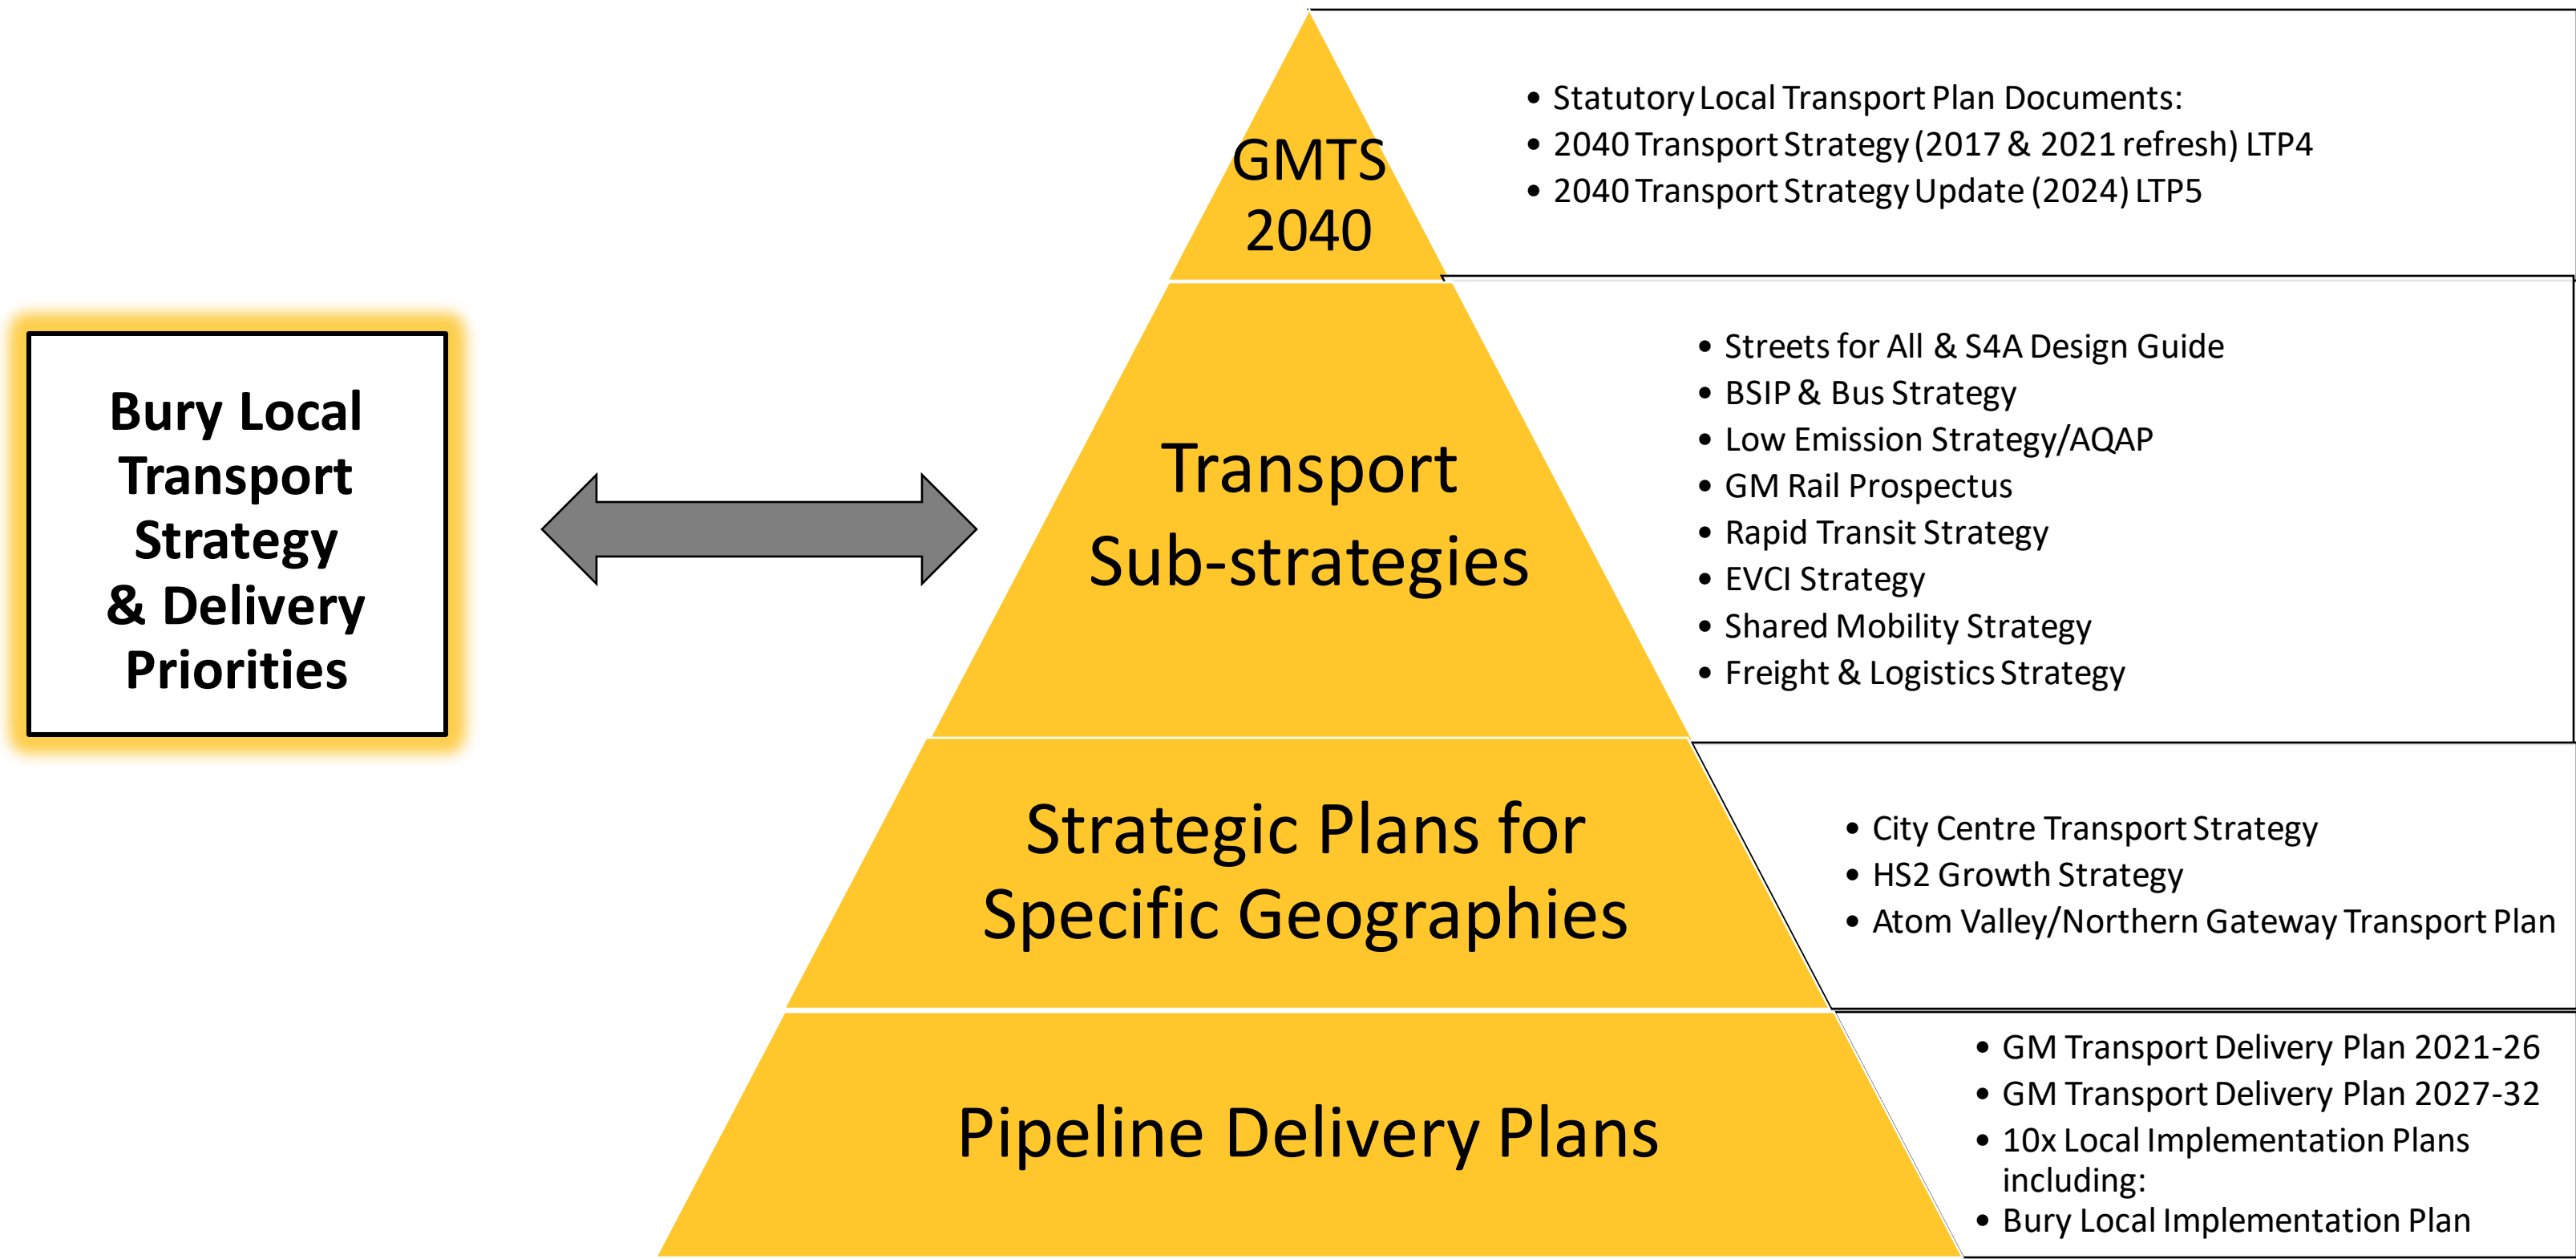 Bury Local
Transport
Strategy
& Delivery
Priorities
GMTS
2040
• Statutory Local Transport Plan Documents:
• 2040 Transport Strategy (2017 & 2021 refresh) LTP4
• 2040 Transport Strategy Update (2024) LTP5
Transport
Sub-strategies
• Streets for All & S4A Design Guide
• BSIP & Bus Strategy
• Low Emission Strategy/AQAP
• GM Rail Prospectus
• Rapid Transit Strategy
• EVCI Strategy
• Shared Mobility Strategy
• Freight & Logistics Strategy
Strategic Plans for
Specific Geographies
• City Centre Transport Strategy
• HS2 Growth Strategy
• Atom Valley/Northern Gateway Transport Plan
Pipeline Delivery Plans
• GM Transport Delivery Plan 2021-26
• GM Transport Delivery Plan 2027-32
• 10x Local Implementation Plans
including:
• Bury Local Implementation Plan